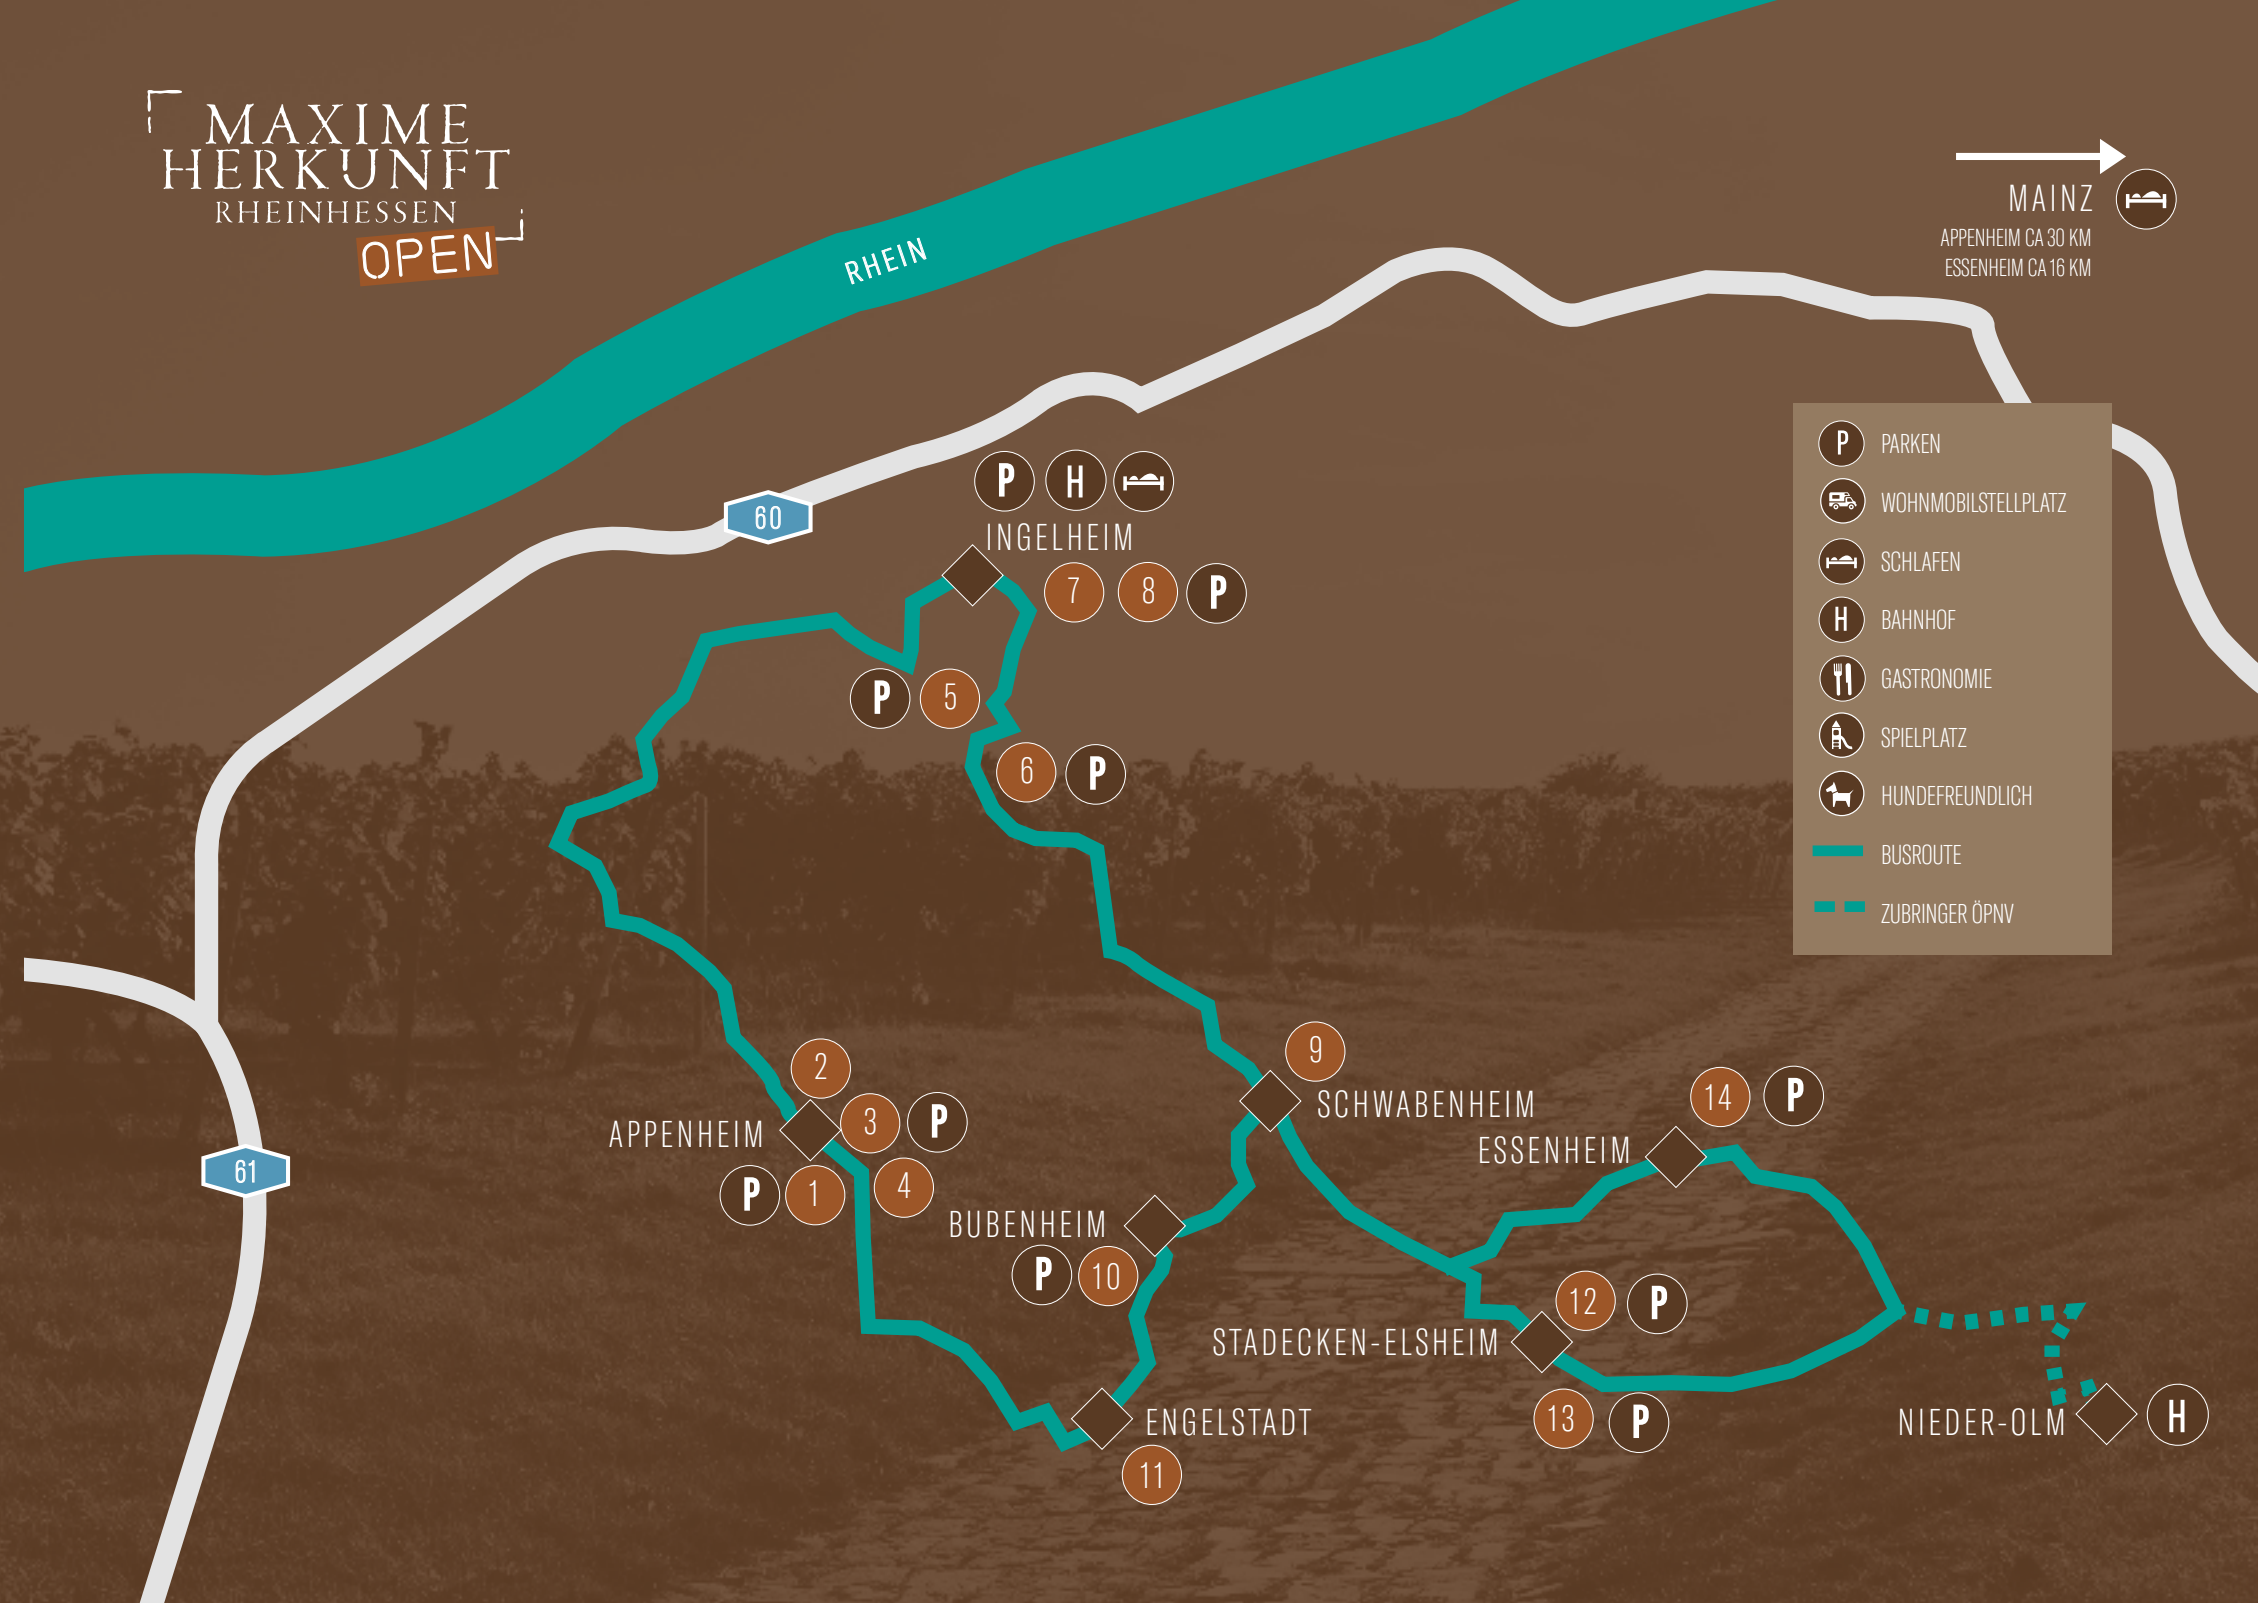 MAXIME
HERKUNFT
RHEINHESSEN
OPEN
RHEIN
MAINZ
APPENHEIM CA 30 KM
ESSENHEIM CA 16 KM
P PARKEN
WOHNMOBILSTELLPLATZ
SCHLAFEN
H BAHNHOF
GASTRONOMIE
SPIELPLATZ
HUNDEFREUNDLICH
BUSROUTE
ZUBRINGER ÖPNV
60
P H
INGELHEIM
7 8 P
P 5
6 P
2
APPENHEIM 3 P
P 1 4
61
9
SCHWABENHEIM
14 P
ESSENHEIM
BUBENHEIM
P 10
12 P
STADECKEN-ELSHEIM
13 P
ENGELSTADT
11
NIEDER-OLM H